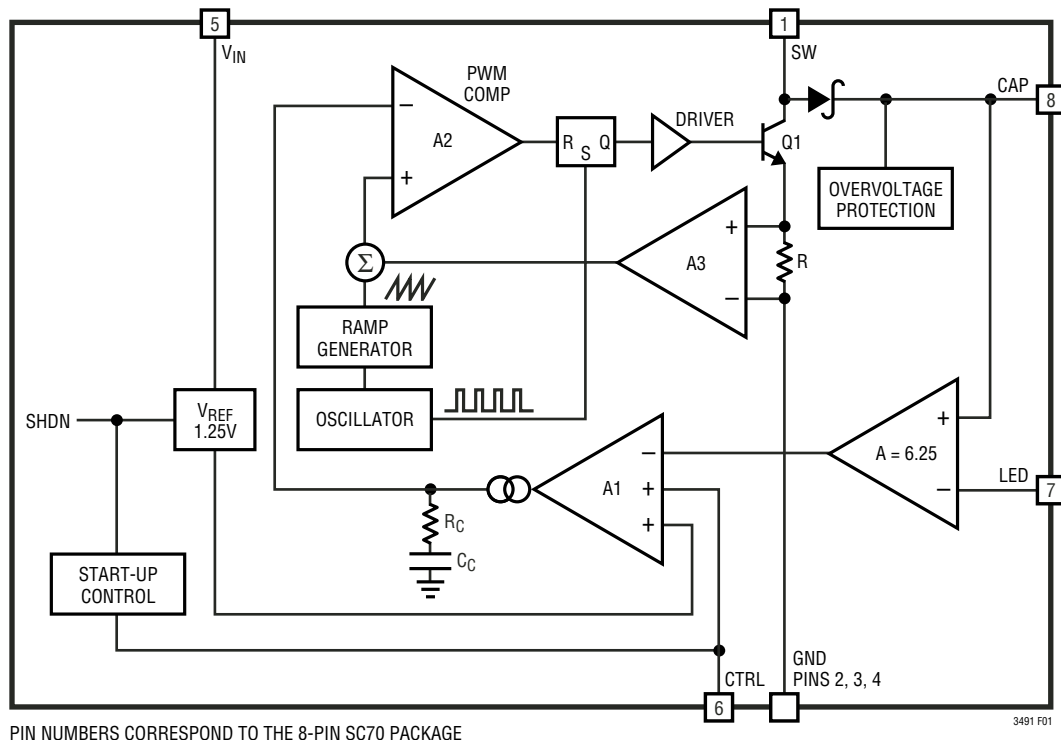 5
VIN
1
SW
PWM
COMP
−
A2
+
R S Q
DRIVER
Q1
CAP
8
OVERVOLTAGE
PROTECTION
+
A3
−
R
Σ
RAMP
GENERATOR
OSCILLATOR
SHDN
VREF
1.25V
+
A = 6.25
−
LED
7
−
A1
+
+
RC
CC
START-UP
CONTROL
CTRL
6
GND
PINS 2, 3, 4
3491 F01
PIN NUMBERS CORRESPOND TO THE 8-PIN SC70 PACKAGE